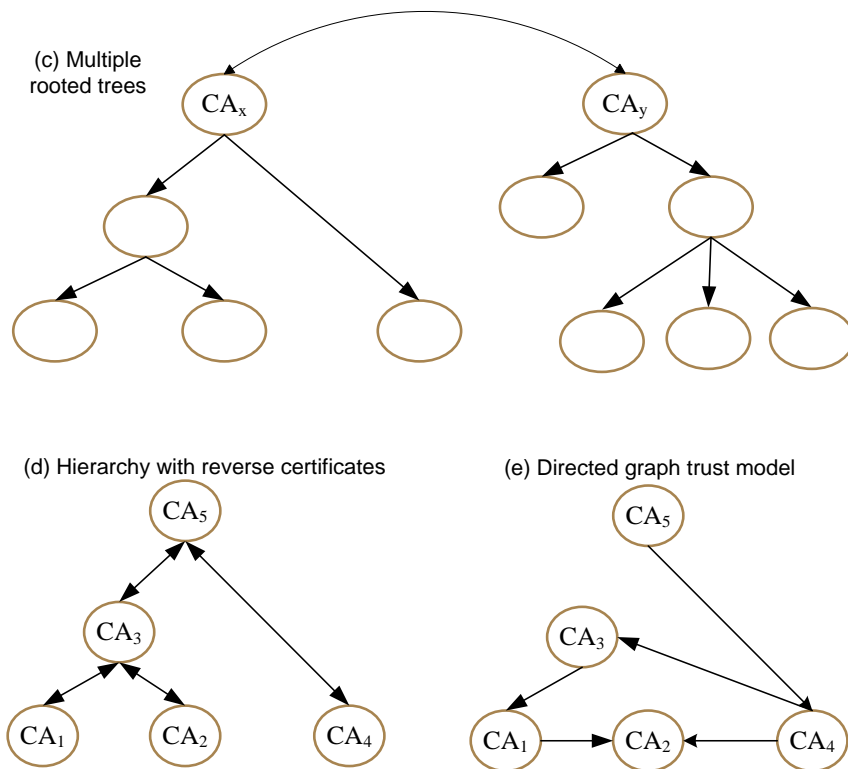 (c) Multiple
rooted trees
CAₓ
CAᵧ
(d) Hierarchy with reverse certificates
CA₅
CA₃
CA₁
CA₂
CA₄
(e) Directed graph trust model
CA₅
CA₃
CA₁
CA₂
CA₄